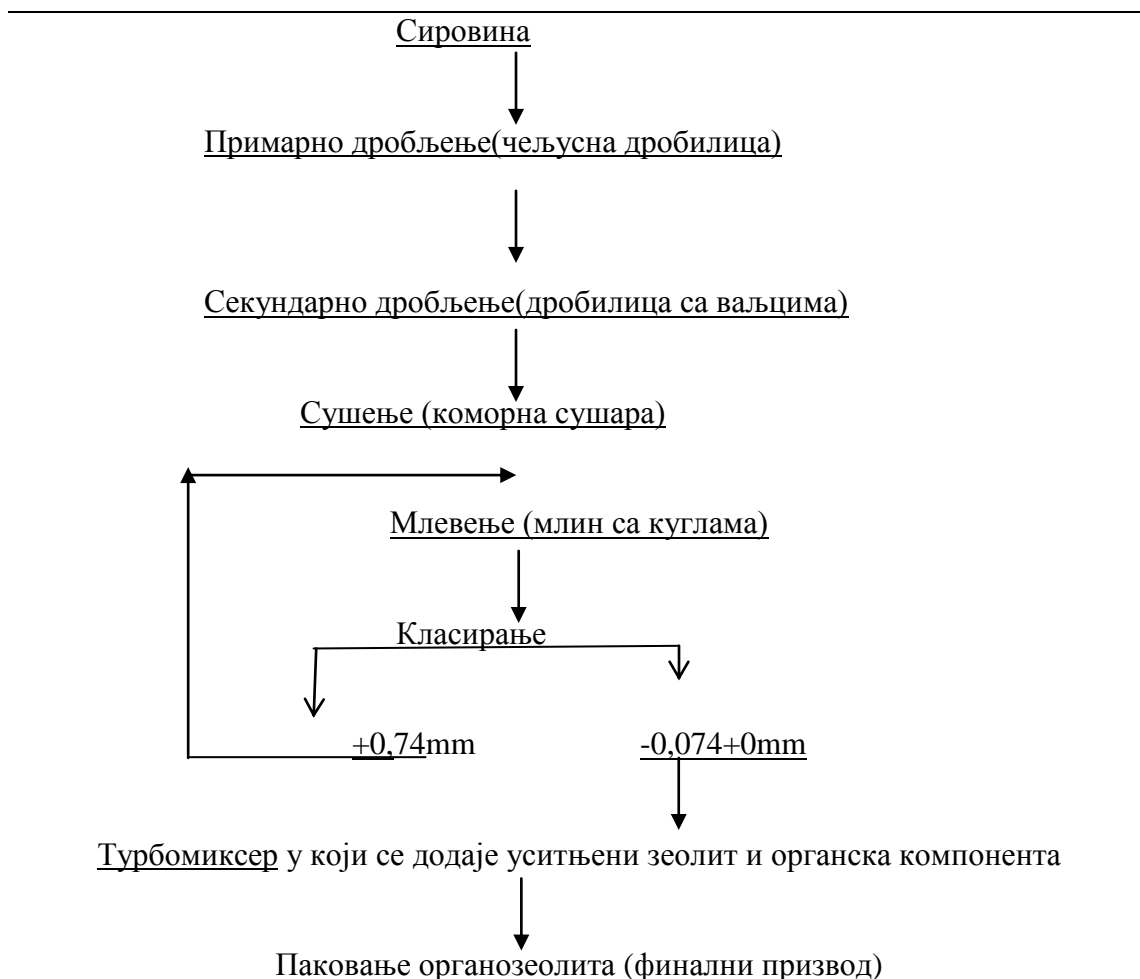 Сировина
Примарно дробљење(чељусна дробилица)
Секундарно дробљење(дробилица са ваљцима)
Сушење (коморна сушара)
Млевење (млин са куглама)
Класирање
+0,74mm -0,074+0mm
Турбомиксер у који се додаје уситњени зеолит и органска компонента
Паковање органозеолита (финални призвод)